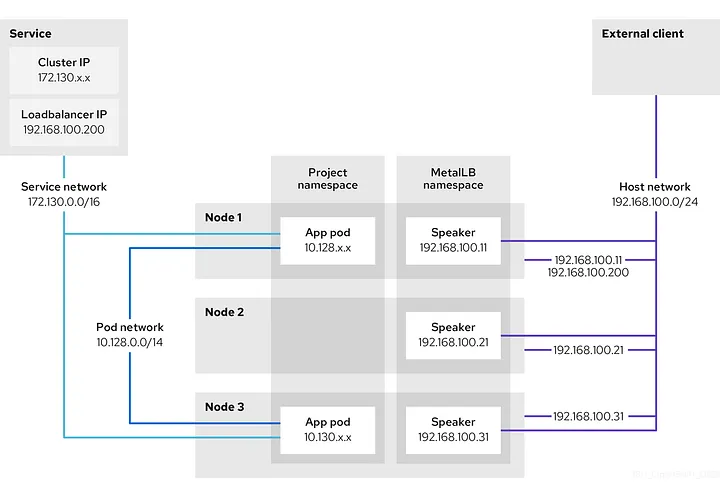 Service
Cluster IP
172.130.x.x
Loadbalancer IP
192.168.100.200
External client
Service network
172.130.0.0/16
Project
namespace
MetalLB
namespace
Host network
192.168.100.0/24
Node 1
App pod
10.128.x.x
Speaker
192.168.100.11
192.168.100.11
192.168.100.200
Pod network
10.128.0.0/14
Node 2
Speaker
192.168.100.21
192.168.100.21
Node 3
App pod
10.130.x.x
Speaker
192.168.100.31
192.168.100.31